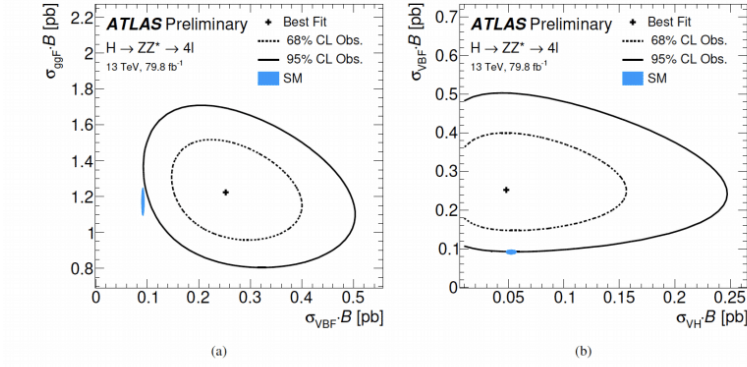 σggF·B [pb]
2.2
2
1.8
1.6
1.4
1.2
1
0.8
ATLAS Preliminary
H → ZZ* → 4l
13 TeV, 79.8 fb-1
Best Fit
68% CL Obs.
95% CL Obs.
SM
0
0.1
0.2
0.3
0.4
0.5
σVBF·B [pb]
(a)
σVBF·B [pb]
0.7
0.6
0.5
0.4
0.3
0.2
0.1
0
ATLAS Preliminary
H → ZZ* → 4l
13 TeV, 79.8 fb-1
Best Fit
68% CL Obs.
95% CL Obs.
SM
0.05
0.1
0.15
0.2
0.25
σVH·B [pb]
(b)